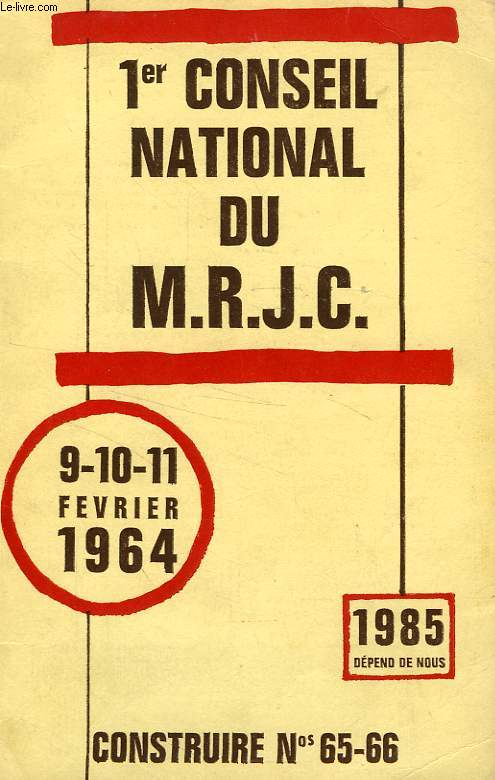 Le-livre.com
1er CONSEIL
NATIONAL
DU
M.R.J.C.
9-10-11
FEVRIER
1964
1985
DÉPEND DE NOUS
CONSTRUIRE Nos 65-66